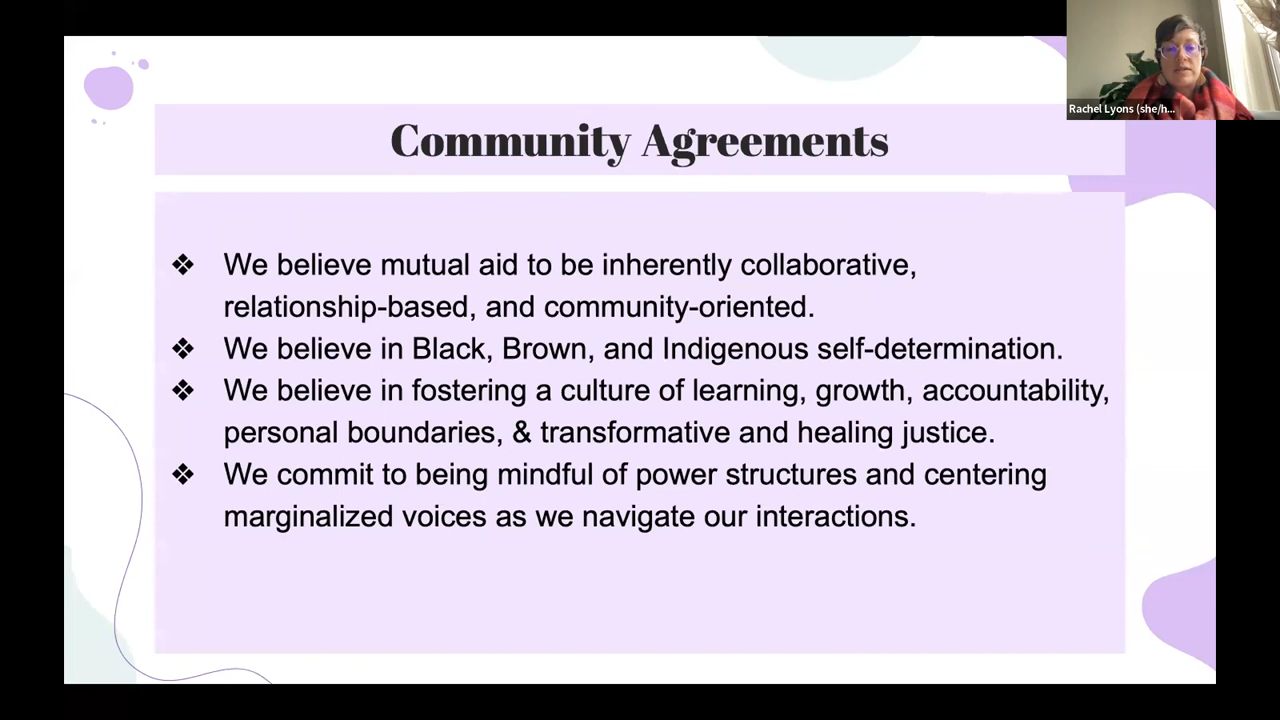 Rachel Lyons (she/h...
Community Agreements
❖ We believe mutual aid to be inherently collaborative,
relationship-based, and community-oriented.
❖ We believe in Black, Brown, and Indigenous self-determination.
❖ We believe in fostering a culture of learning, growth, accountability,
personal boundaries, & transformative and healing justice.
❖ We commit to being mindful of power structures and centering
marginalized voices as we navigate our interactions.